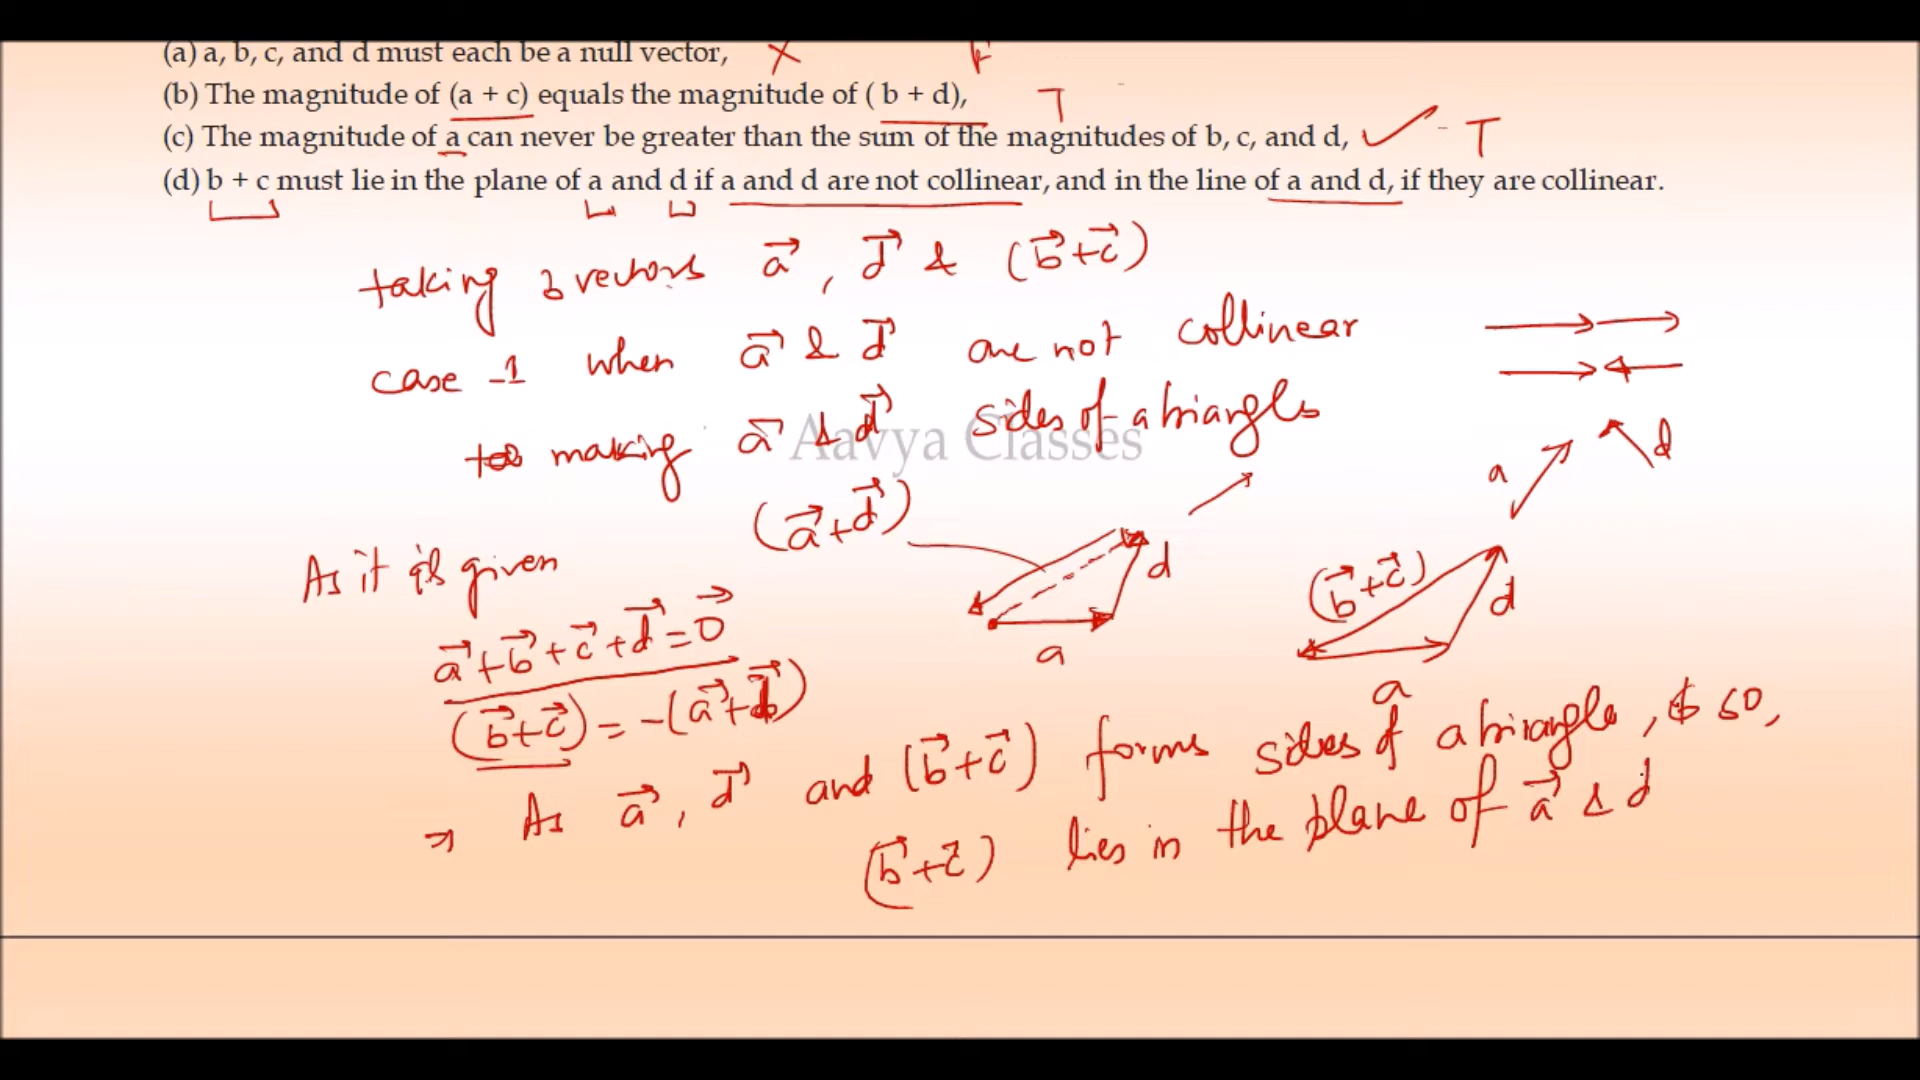 (a) a, b, c, and d must each be a null vector, X F
(b) The magnitude of (a + c) equals the magnitude of ( b + d), T
(c) The magnitude of a can never be greater than the sum of the magnitudes of b, c, and d, ✓ T
(d) b + c must lie in the plane of a and d if a and d are not collinear, and in the line of a and d, if they are collinear.
taking 3 vectors a⃗, d⃗ & (b⃗+c⃗)
case -1 when a⃗ & d⃗ are not collinear
making a⃗ & d⃗ sides of a triangle
Aavya Classes
a d
(a⃗+d⃗)
d
a
(b⃗+c⃗) d
a
As it is given
a⃗+b⃗+c⃗+d⃗=0⃗
(b⃗+c⃗) = -(a⃗+d⃗)
⇒ As a⃗, d⃗ and (b⃗+c⃗) forms sides of a triangle, so,
(b⃗+c⃗) lies in the plane of a⃗ & d